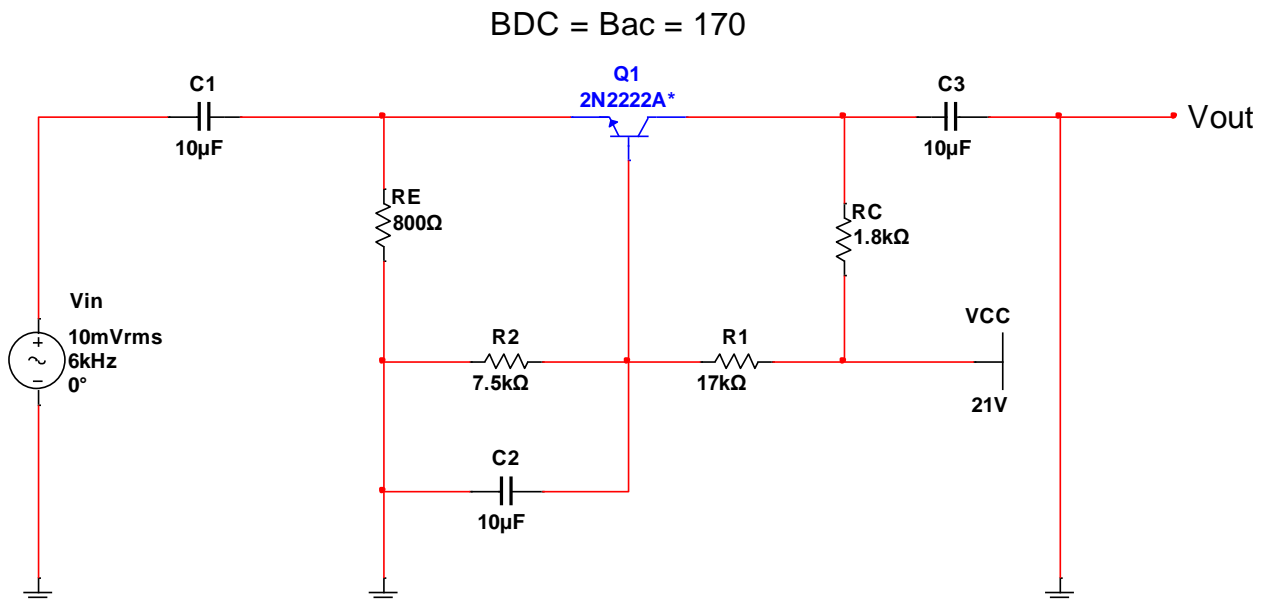 BDC = Bac = 170
Q1
2N2222A*
C1
10µF
C3
10µF
Vout
RE
800Ω
RC
1.8kΩ
Vin
10mVrms
6kHz
0°
R2
7.5kΩ
R1
17kΩ
VCC
21V
C2
10µF